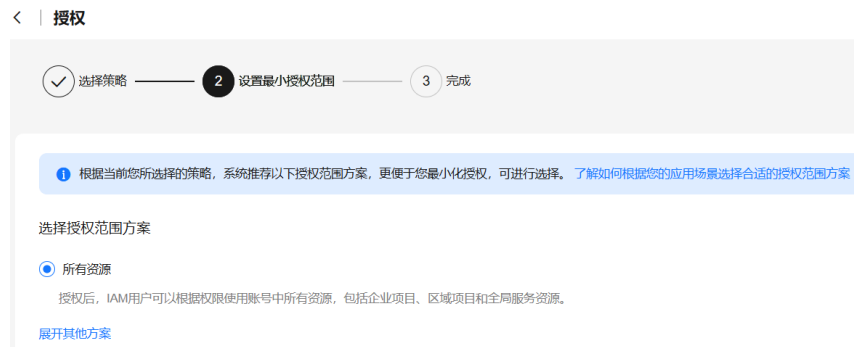 授权
选择策略 2 设置最小授权范围 3 完成
根据当前您所选择的策略，系统推荐以下授权范围方案，更便于您最小化授权，可进行选择。 了解如何根据您的应用场景选择合适的授权范围方案
选择授权范围方案
所有资源
授权后，IAM用户可以根据权限使用账号中所有资源，包括企业项目、区域项目和全局服务资源。
展开其他方案